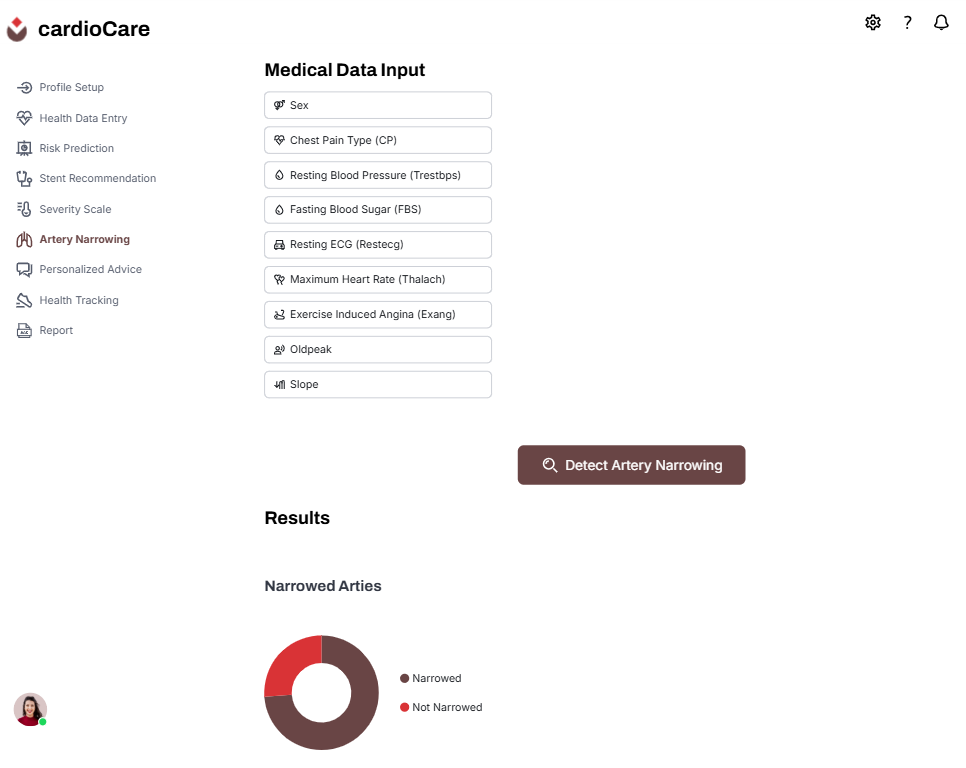 cardioCare
?
Profile Setup
Health Data Entry
Risk Prediction
Stent Recommendation
Severity Scale
Artery Narrowing
Personalized Advice
Health Tracking
Report
Medical Data Input
Sex
Chest Pain Type (CP)
Resting Blood Pressure (Trestbps)
Fasting Blood Sugar (FBS)
Resting ECG (Restecg)
Maximum Heart Rate (Thalach)
Exercise Induced Angina (Exang)
Oldpeak
Slope
Detect Artery Narrowing
Results
Narrowed Arties
Narrowed
Not Narrowed